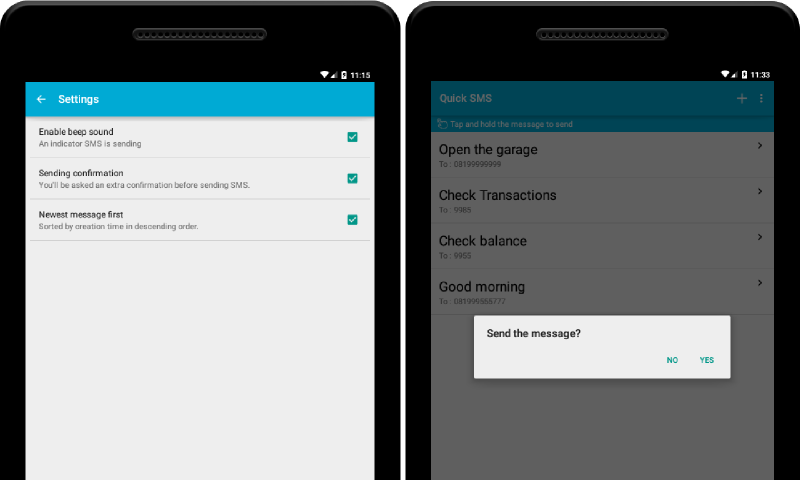 11:15
Settings
Enable beep sound
An indicator SMS is sending
Sending confirmation
You'll be asked an extra confirmation before sending SMS.
Newest message first
Sorted by creation time in descending order.
11:33
Quick SMS
Tap and hold the message to send
Open the garage
To : 08199999999
Check Transactions
To : 9985
Check balance
To : 9955
Good morning
To : 081999555777
Send the message?
NO YES